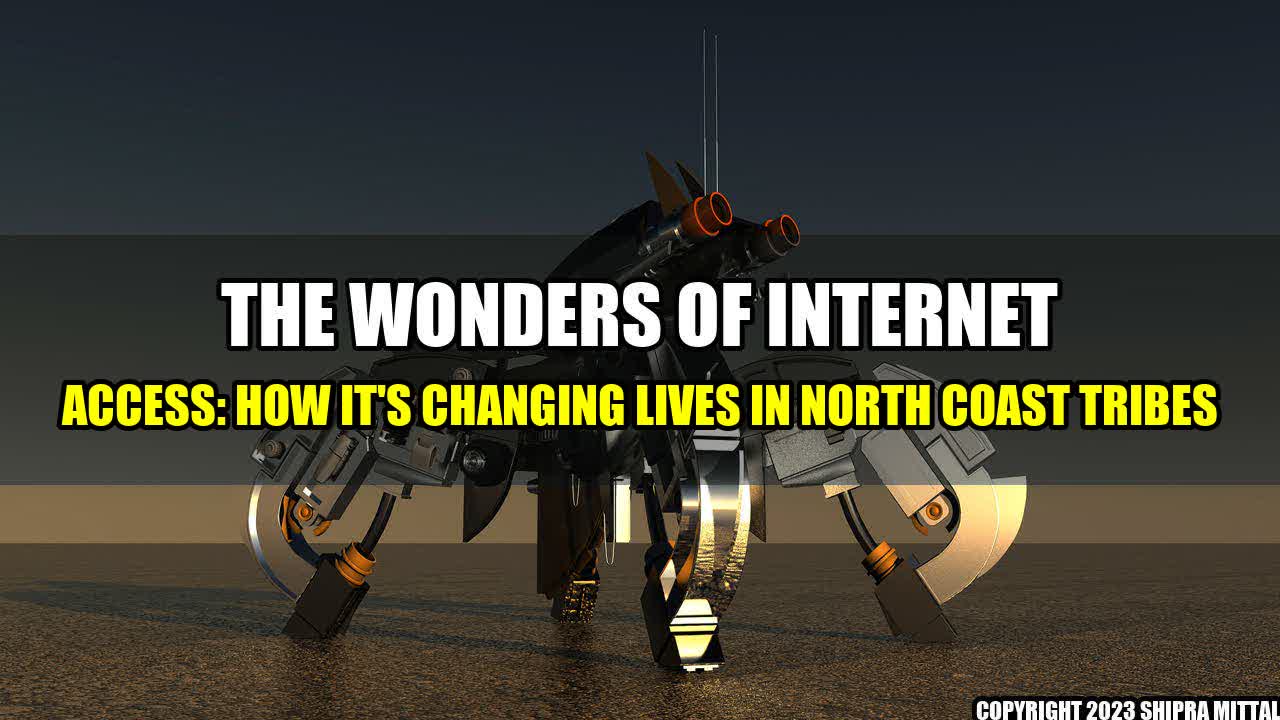 THE WONDERS OF INTERNET
ACCESS: HOW IT'S CHANGING LIVES IN NORTH COAST TRIBES
COPYRIGHT 2023 SHIPRA MITTAL